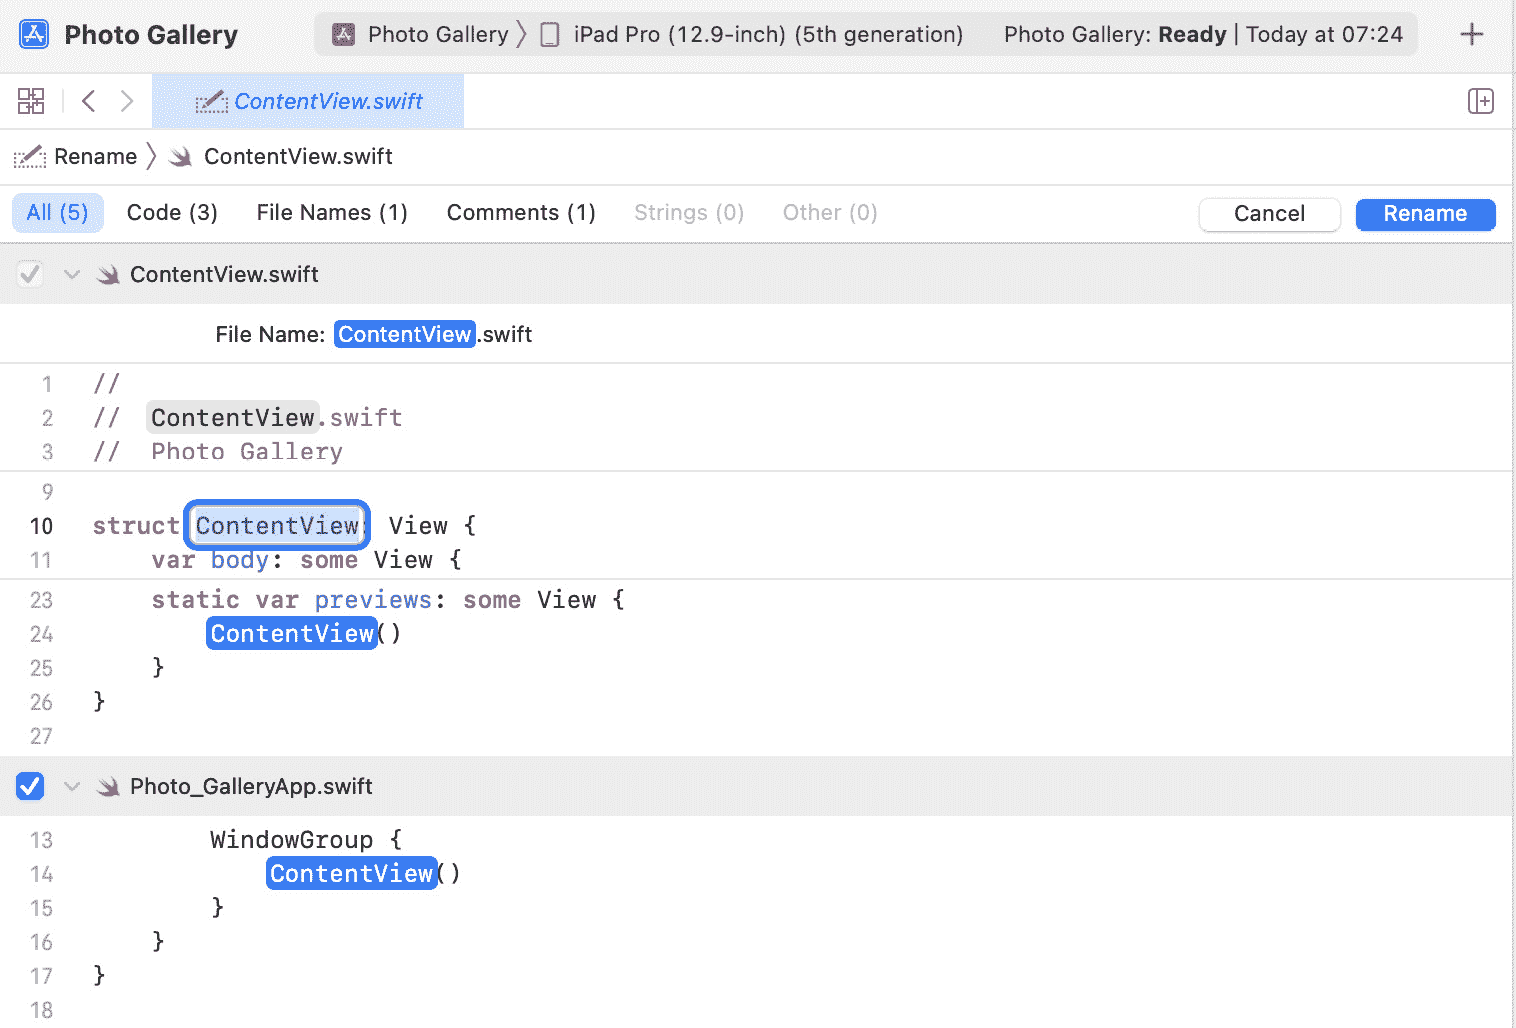 Photo Gallery Photo Gallery iPad Pro (12.9-inch) (5th generation) Photo Gallery: Ready | Today at 07:24
ContentView.swift
Rename ContentView.swift
All (5) Code (3) File Names (1) Comments (1) Strings (0) Other (0) Cancel Rename
ContentView.swift
File Name: ContentView.swift
1 //
2 // ContentView.swift
3 // Photo Gallery
9
10 struct ContentView: View {
11 var body: some View {
23 static var previews: some View {
24 ContentView()
25 }
26 }
27
Photo_GalleryApp.swift
13 WindowGroup {
14 ContentView()
15 }
16 }
17 }
18